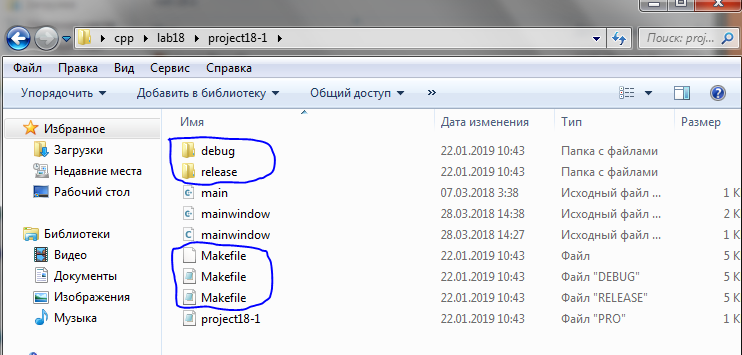 cpp lab18 project18-1 Поиск: proj...
Файл Правка Вид Сервис Справка
Упорядочить Добавить в библиотеку Общий доступ »
Избранное
Загрузки
Недавние места
Рабочий стол
Библиотеки
Видео
Документы
Изображения
Музыка
Имя Дата изменения Тип Размер
debug 22.01.2019 10:43 Папка с файлами
release 22.01.2019 10:43 Папка с файлами
main 07.03.2018 3:38 Исходный файл ... 1 К
mainwindow 28.03.2018 14:38 Исходный файл ... 2 К
mainwindow 28.03.2018 14:27 Исходный файл ... 1 К
Makefile 22.01.2019 10:43 Файл 5 К
Makefile 22.01.2019 10:43 Файл "DEBUG" 5 К
Makefile 22.01.2019 10:43 Файл "RELEASE" 5 К
project18-1 22.01.2019 10:43 Файл "PRO" 1 К